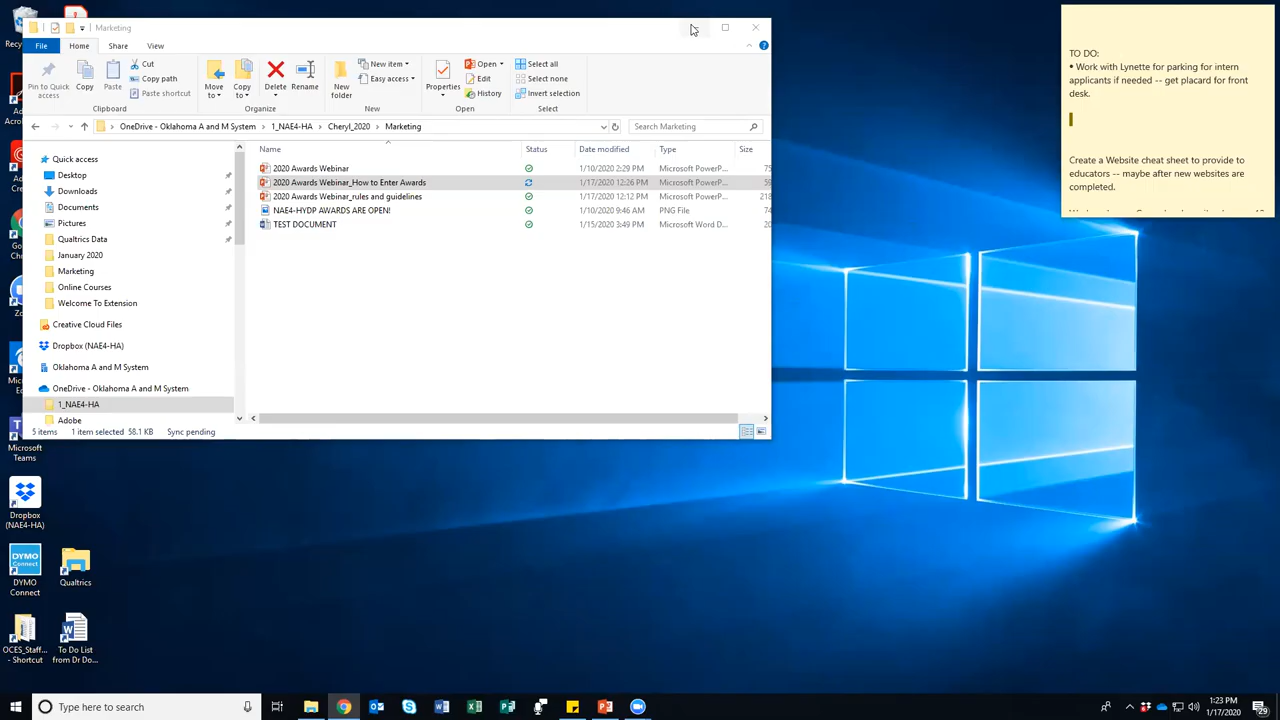 Marketing
File Home Share View
Pin to Quick access
Copy
Paste
Cut
Copy path
Paste shortcut
Clipboard
Move to
Copy to
Delete
Rename
Organize
New folder
New item
Easy access
New
Properties
Open
Edit
History
Open
Select all
Select none
Invert selection
Select
OneDrive - Oklahoma A and M System > 1_NAE4-HA > Cheryl_2020 > Marketing
Search Marketing
Name Status Date modified Type Size
2020 Awards Webinar 1/10/2020 2:29 PM Microsoft PowerP... 75
2020 Awards Webinar_How to Enter Awards 1/17/2020 12:26 PM Microsoft PowerP... 59
2020 Awards Webinar_rules and guidelines 1/17/2020 12:12 PM Microsoft PowerP... 218
NAE4-HYDP AWARDS ARE OPEN! 1/10/2020 9:46 AM PNG File 74
TEST DOCUMENT 1/15/2020 3:49 PM Microsoft Word D... 20
Quick access
Desktop
Downloads
Documents
Pictures
Qualtrics Data
January 2020
Marketing
Online Courses
Welcome To Extension
Creative Cloud Files
Dropbox (NAE4-HA)
Oklahoma A and M System
OneDrive - Oklahoma A and M System
1_NAE4-HA
Adobe
5 items 1 item selected 58.1 KB Sync pending
TO DO:
• Work with Lynette for parking for intern
applicants if needed -- get placard for front
desk.
Create a Website cheat sheet to provide to
educators -- maybe after new websites are
completed.
Microsoft
Teams
Dropbox
(NAE4-HA)
DYMO
Connect
Qualtrics
OCES_Staff...
- Shortcut
To Do List
from Dr Do...
Type here to search
1:23 PM
1/17/2020
29